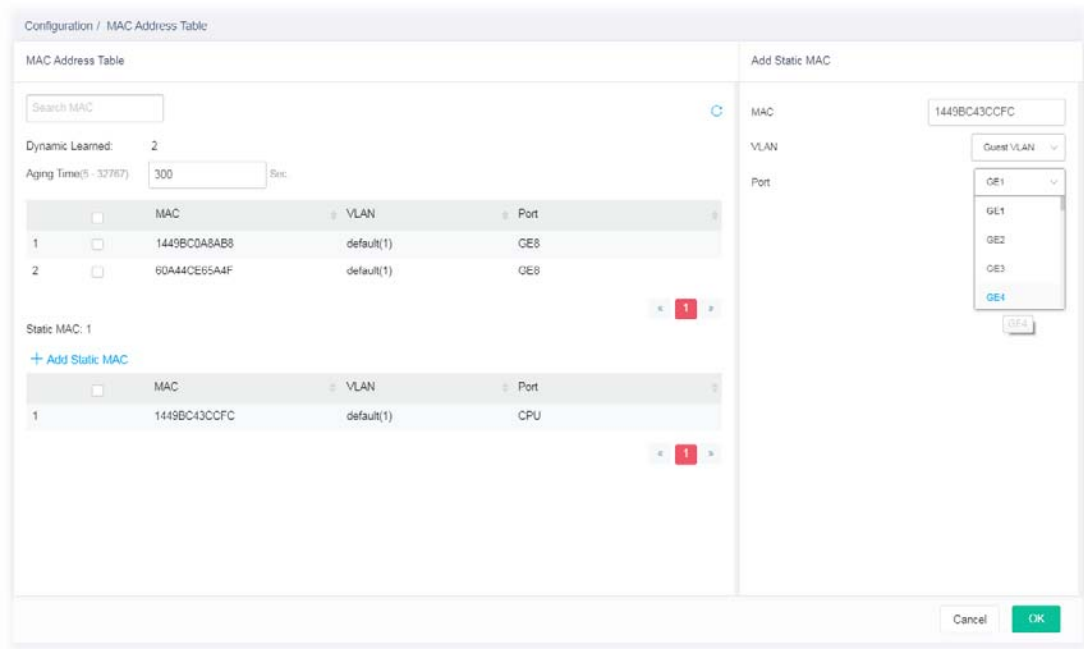 Configuration / MAC Address Table
MAC Address Table
Search MAC
Dynamic Learned: 2
Aging Time(5 - 32767) 300 Sec
MAC VLAN Port
1 1449BC0A8AB8 default(1) GE8
2 60A44CE65A4F default(1) GE8
« 1 »
Static MAC: 1
+ Add Static MAC
MAC VLAN Port
1 1449BC43CCFC default(1) CPU
« 1 »
Add Static MAC
MAC 1449BC43CCFC
VLAN Guest VLAN
Port GE1
GE1
GE2
GE3
GE4
GE4
Cancel OK